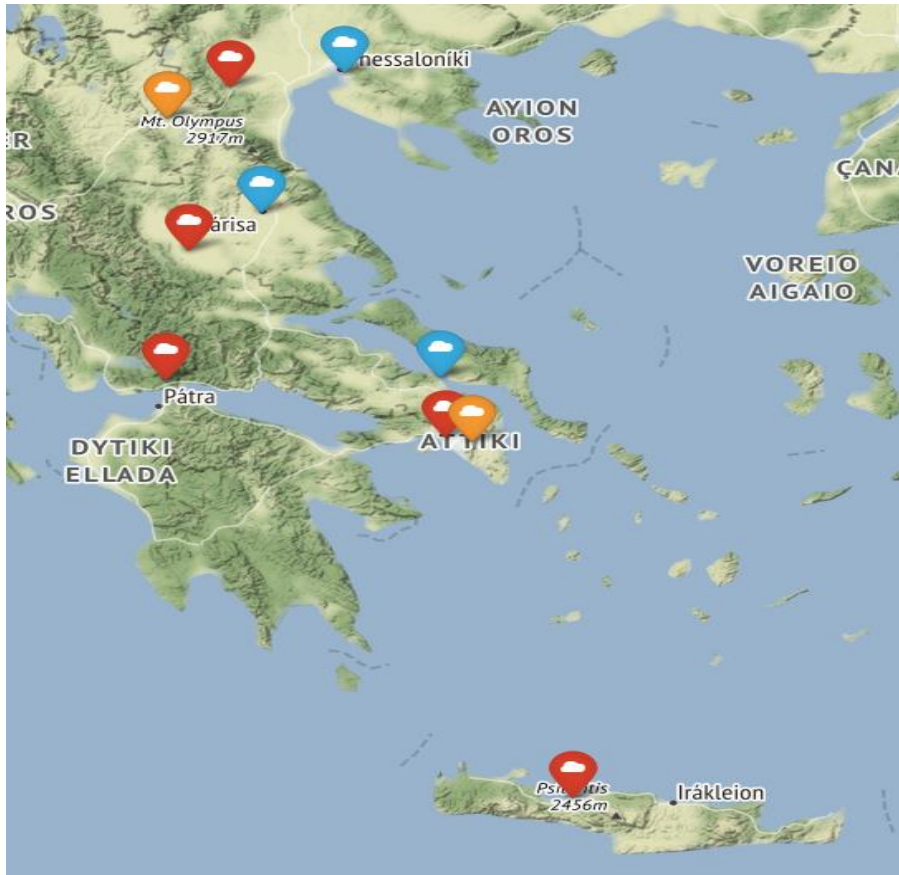 nessaloníki
AYION
OROS
Mt. Olympus
2917m
ER
ÇANA
ROS
árisa
VOREIO
AIGAIO
Pátra
ATTIKI
DYTIKI
ELLADA
Irákleion
2456m